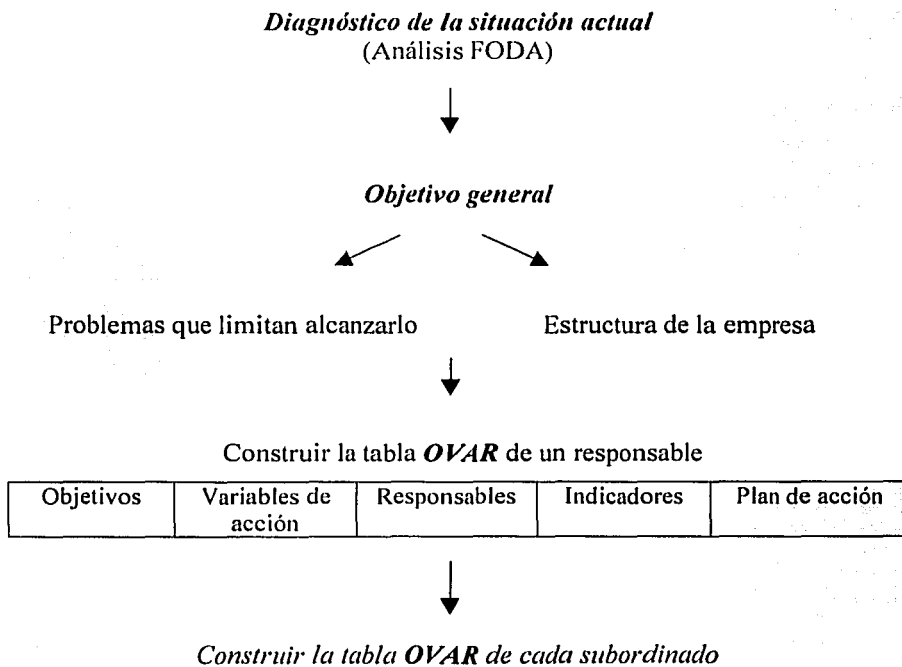 Diagnóstico de la situación actual
(Análisis FODA)
Objetivo general
Problemas que limitan alcanzarlo Estructura de la empresa
Construir la tabla OVAR de un responsable
Objetivos Variables de acción Responsables Indicadores Plan de acción
Construir la tabla OVAR de cada subordinado